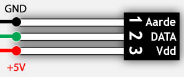 GND
1 Aarde
2 DATA
3 Vdd
+5V